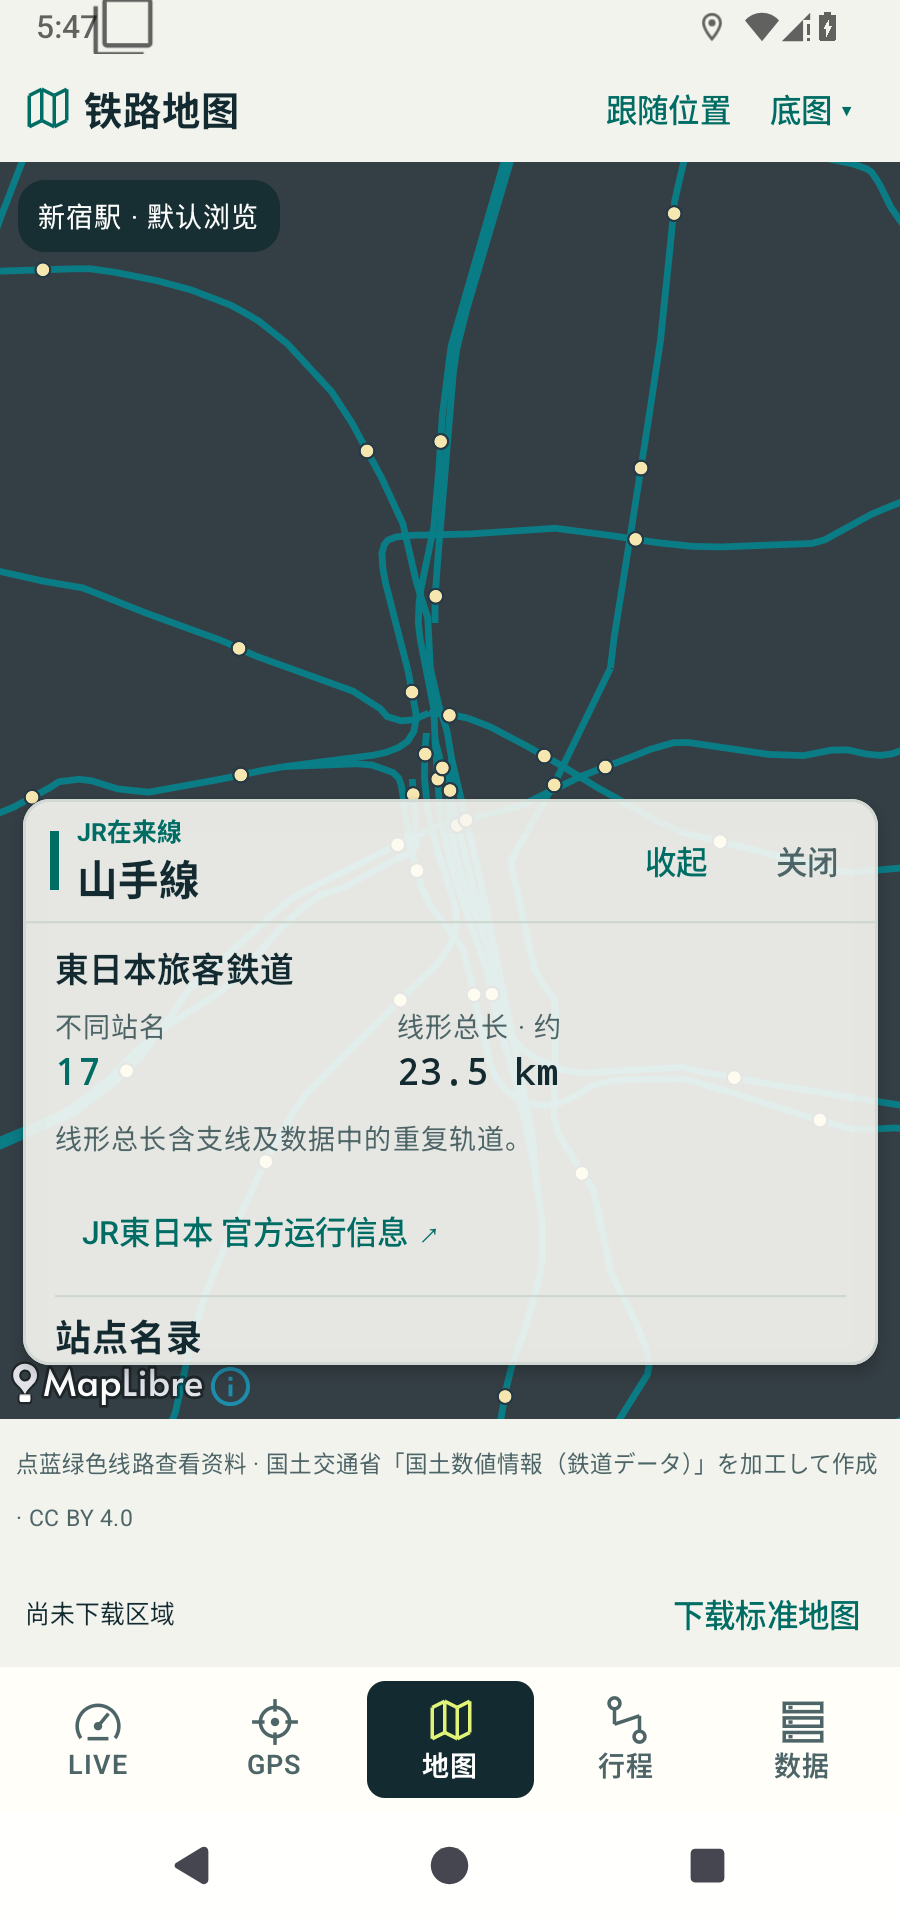 5:47
铁路地图
跟随位置
底图 ▾
新宿駅 · 默认浏览
JR在来線
山手線
收起
关闭
東日本旅客鉄道
不同站名
线形总长 · 约
17
23.5 km
线形总长含支线及数据中的重复轨道。
JR東日本 官方运行信息 ↗
站点名录
MapLibre
点蓝绿色线路查看资料 · 国土交通省「国土数値情報（鉄道データ）」を加工して作成
· CC BY 4.0
尚未下载区域
下载标准地图
LIVE
GPS
地图
行程
数据